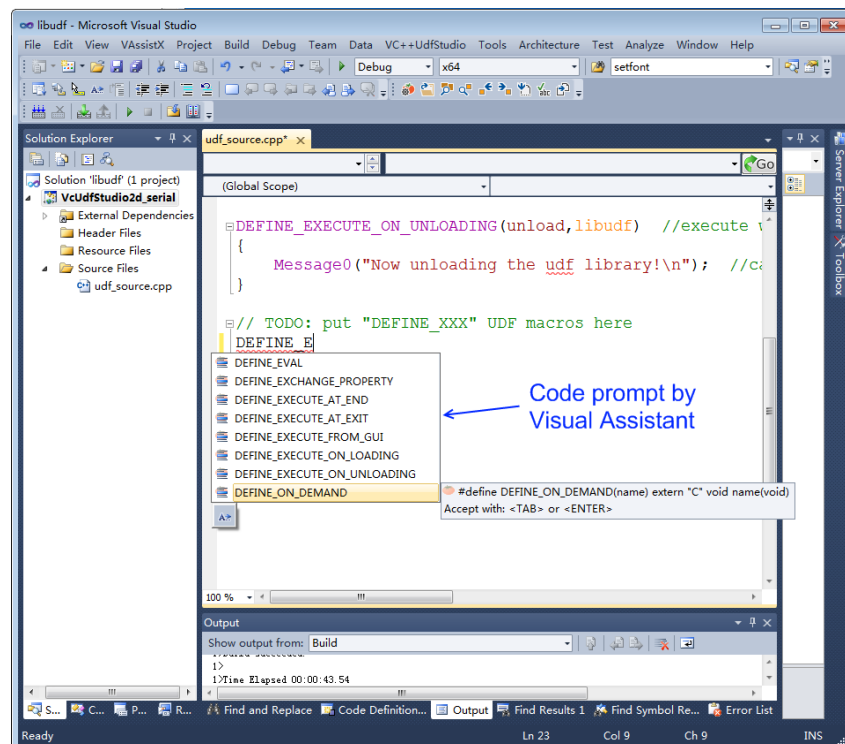 libudf - Microsoft Visual Studio
File Edit View VAssistX Project Build Debug Team Data VC++UdfStudio Tools Architecture Test Analyze Window Help
Debug x64 setfont
Solution Explorer
udf_source.cpp*
Go
Solution 'libudf' (1 project)
VcUdfStudio2d_serial
External Dependencies
Header Files
Resource Files
Source Files
udf_source.cpp
(Global Scope)
DEFINE_EXECUTE_ON_UNLOADING(unload,libudf) //execute
{
Message0("Now unloading the udf library!\n"); //
}
// TODO: put "DEFINE_XXX" UDF macros here
DEFINE_E
DEFINE_EVAL
DEFINE_EXCHANGE_PROPERTY
DEFINE_EXECUTE_AT_END
DEFINE_EXECUTE_AT_EXIT
DEFINE_EXECUTE_FROM_GUI
DEFINE_EXECUTE_ON_LOADING
DEFINE_EXECUTE_ON_UNLOADING
DEFINE_ON_DEMAND
#define DEFINE_ON_DEMAND(name) extern "C" void name(void)
Accept with: <TAB> or <ENTER>
Code prompt by
Visual Assistant
Server Explorer
Toolbox
100 %
Output
Show output from: Build
1>
1>Time Elapsed 00:00:43.54
S... C... P... R... Find and Replace Code Definition... Output Find Results 1 Find Symbol Re... Error List
Ready Ln 23 Col 9 Ch 9 INS